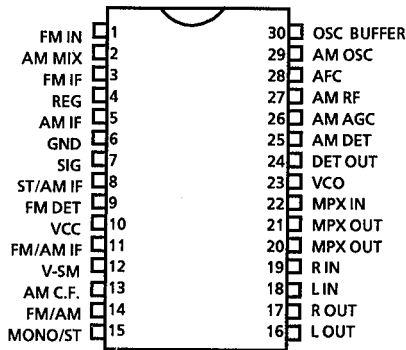 FM IN 1 30 OSC BUFFER
AM MIX 2 29 AM OSC
FM IF 3 28 AFC
REG 4 27 AM RF
AM IF 5 26 AM AGC
GND 6 25 AM DET
SIG 7 24 DET OUT
ST/AM IF 8 23 VCO
FM DET 9 22 MPX IN
VCC 10 21 MPX OUT
FM/AM IF 11 20 MPX OUT
V-SM 12 19 R IN
AM C.F. 13 18 L IN
FM/AM 14 17 R OUT
MONO/ST 15 16 L OUT